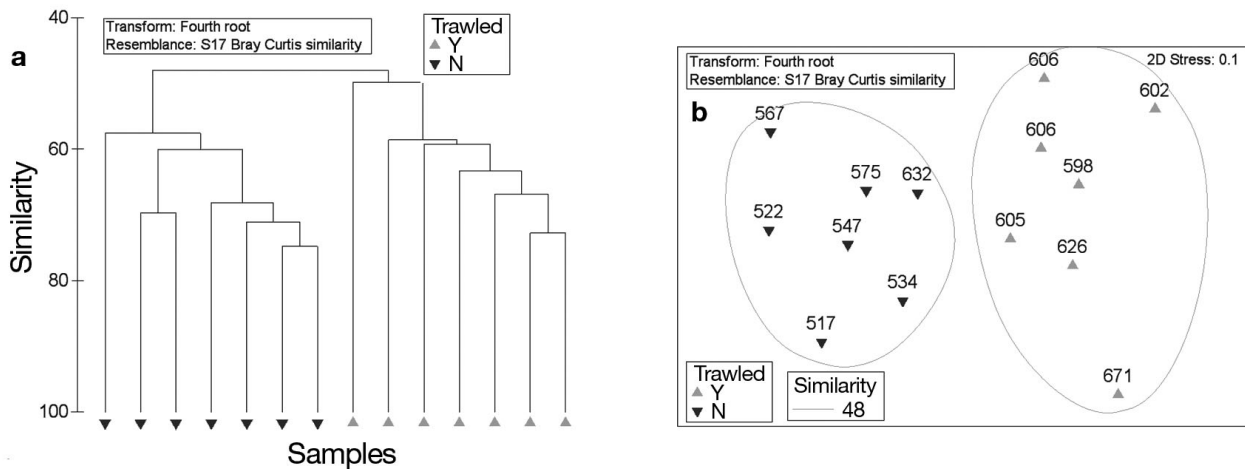 a
40
60
80
100
Similarity
Transform: Fourth root
Resemblance: S17 Bray Curtis similarity
Trawled
Y
N
Samples
b
Transform: Fourth root
Resemblance: S17 Bray Curtis similarity
2D Stress: 0.1
606
602
567
606
575
632
598
522
547
605
626
534
517
671
Trawled
Y
N
Similarity
48